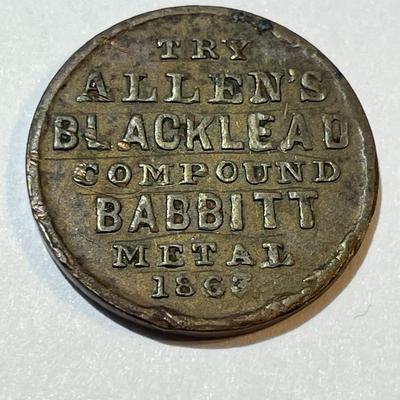 TRY
ALLEN'S
BLACKLEAD
COMPOUND
BABBITT
METAL
1863